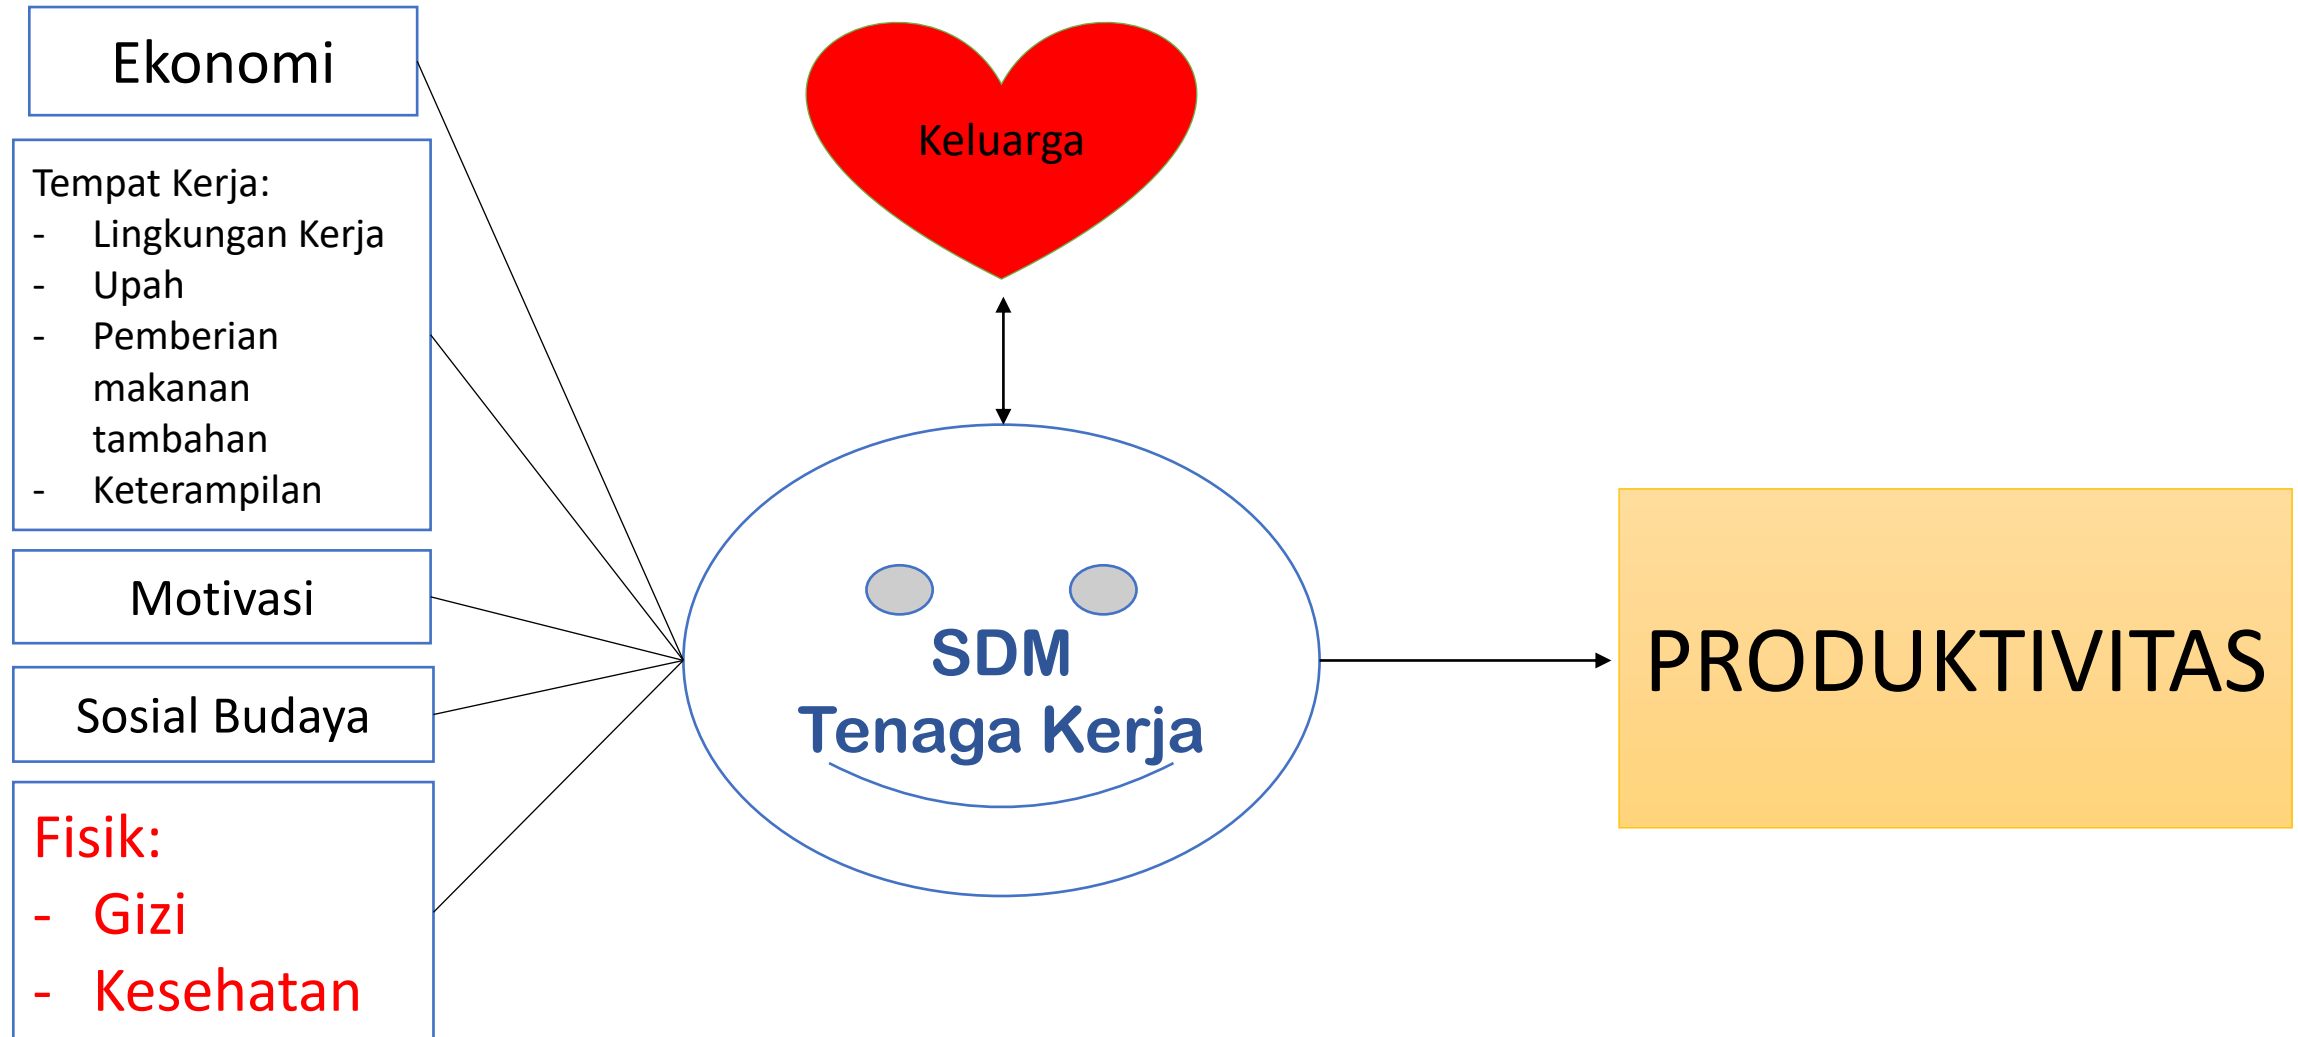 Ekonomi
Tempat Kerja:
- Lingkungan Kerja
- Upah
- Pemberian
makanan
tambahan
- Keterampilan
Motivasi
Sosial Budaya
Fisik:
- Gizi
- Kesehatan
Keluarga
SDM
Tenaga Kerja
PRODUKTIVITAS